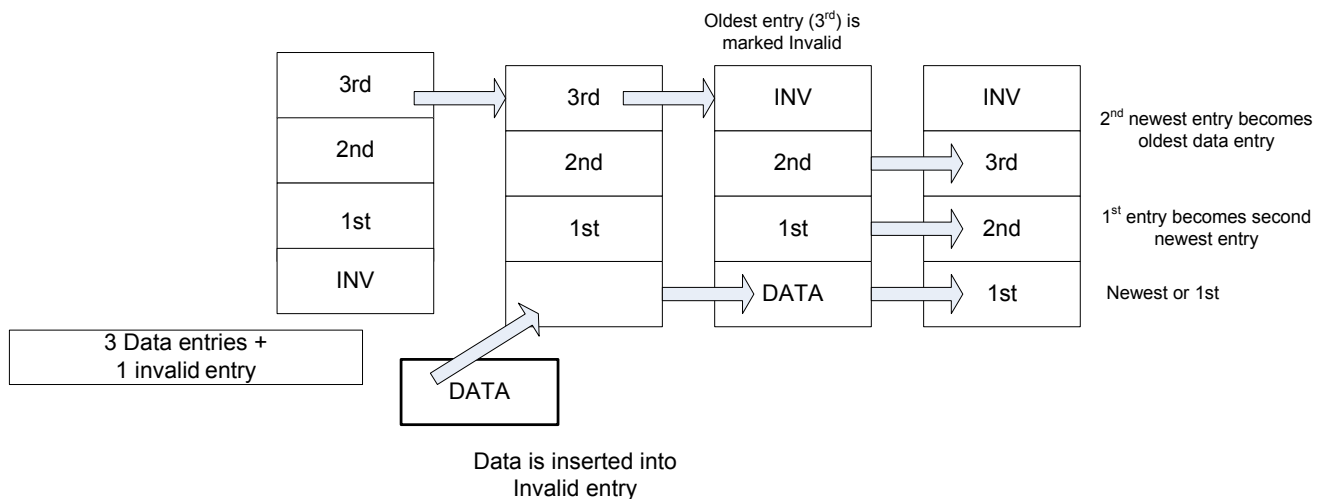 Oldest entry (3rd) is
marked Invalid
3rd
2nd
1st
INV
3 Data entries +
1 invalid entry
3rd
2nd
1st
DATA
Data is inserted into
Invalid entry
INV
2nd
1st
DATA
INV
3rd
2nd
1st
2nd newest entry becomes
oldest data entry
1st entry becomes second
newest entry
Newest or 1st